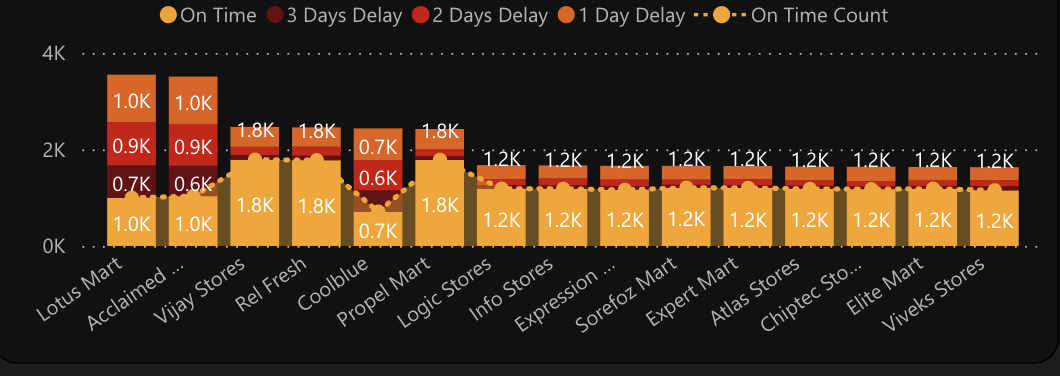 On Time 3 Days Delay 2 Days Delay 1 Day Delay On Time Count
4K
2K
0K
1.0K 1.0K 1.8K 1.8K 0.7K 1.8K 1.2K 1.2K 1.2K 1.2K 1.2K 1.2K 1.2K 1.2K 1.2K
0.9K 0.9K 0.6K
0.7K 0.6K
1.0K 1.0K 1.8K 1.8K 0.7K 1.8K 1.2K 1.2K 1.2K 1.2K 1.2K 1.2K 1.2K 1.2K 1.2K
Lotus Mart
Acclaimed ...
Vijay Stores
Rel Fresh
Coolblue
Propel Mart
Logic Stores
Info Stores
Expression ...
Sorefoz Mart
Expert Mart
Atlas Stores
Chiptec Sto...
Elite Mart
Viveks Stores